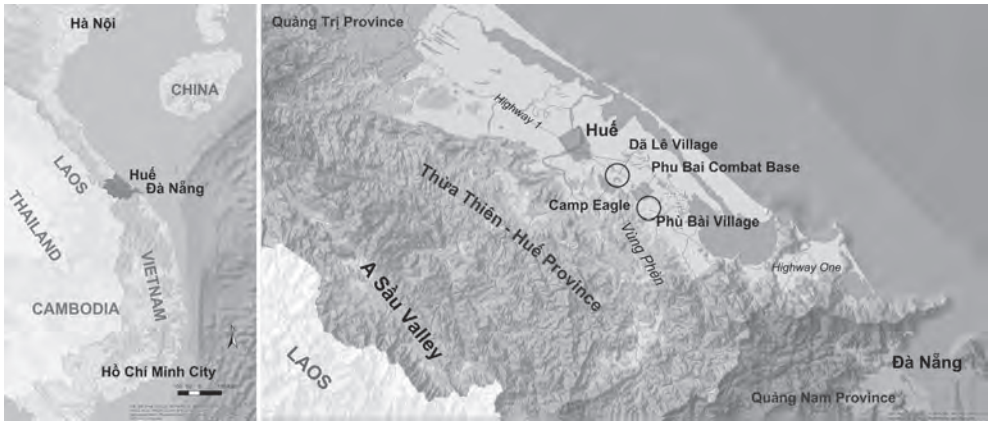 Hà Nội
CHINA
LAOS
Huế
Đà Nẵng
THAILAND
VIETNAM
CAMBODIA
Hồ Chí Minh City
Quảng Trị Province
Highway 1
Huế
Dã Lê Village
Phu Bai Combat Base
Camp Eagle
Phù Bài Village
Thừa Thiên - Huế Province
Vùng Phèn
Highway One
A Sầu Valley
LAOS
Đà Nẵng
Quảng Nam Province